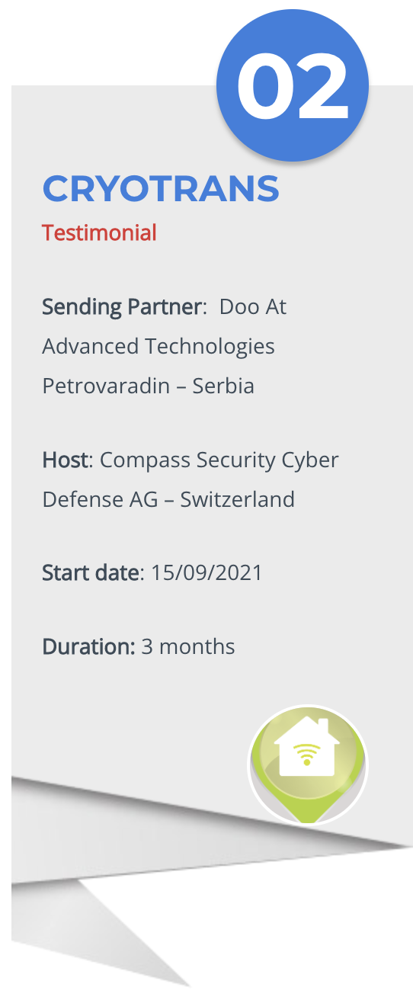 02
CRYOTRANS
Testimonial
Sending Partner:  Doo At
Advanced Technologies
Petrovaradin – Serbia
Host: Compass Security Cyber
Defense AG – Switzerland
Start date: 15/09/2021
Duration: 3 months